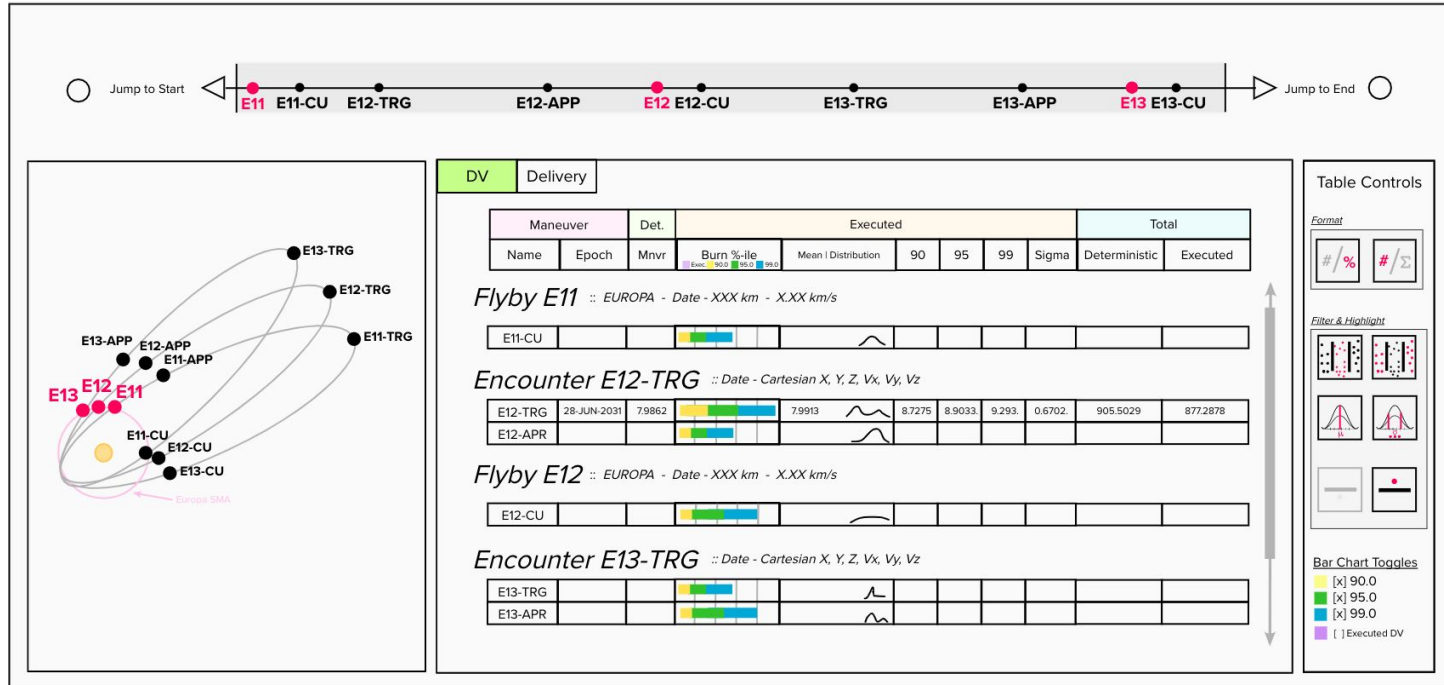 Jump to Start
E11 E11-CU E12-TRG E12-APP E12 E12-CU E13-TRG E13-APP E13 E13-CU
Jump to End
E13-TRG
E12-TRG
E11-TRG
E13-APP
E12-APP
E11-APP
E13 E12 E11
E11-CU
E12-CU
E13-CU
Europa SMA
DV Delivery
Maneuver Det. Executed Total
Name Epoch Mnvr Burn %-ile Mean | Distribution 90 95 99 Sigma Deterministic Executed
Exec. 90.0 95.0 99.0
Flyby E11 :: EUROPA - Date - XXX km - X.XX km/s
E11-CU
Encounter E12-TRG :: Date - Cartesian X, Y, Z, Vx, Vy, Vz
E12-TRG 28-JUN-2031 7.9862 7.9913 8.7275 8.9033. 9.293. 0.6702. 905.5029 877.2878
E12-APR
Flyby E12 :: EUROPA - Date - XXX km - X.XX km/s
E12-CU
Encounter E13-TRG :: Date - Cartesian X, Y, Z, Vx, Vy, Vz
E13-TRG
E13-APR
Table Controls
Format
#/% #/Σ
Filter & Highlight
μ σ
Bar Chart Toggles
[x] 90.0
[x] 95.0
[x] 99.0
[ ] Executed DV